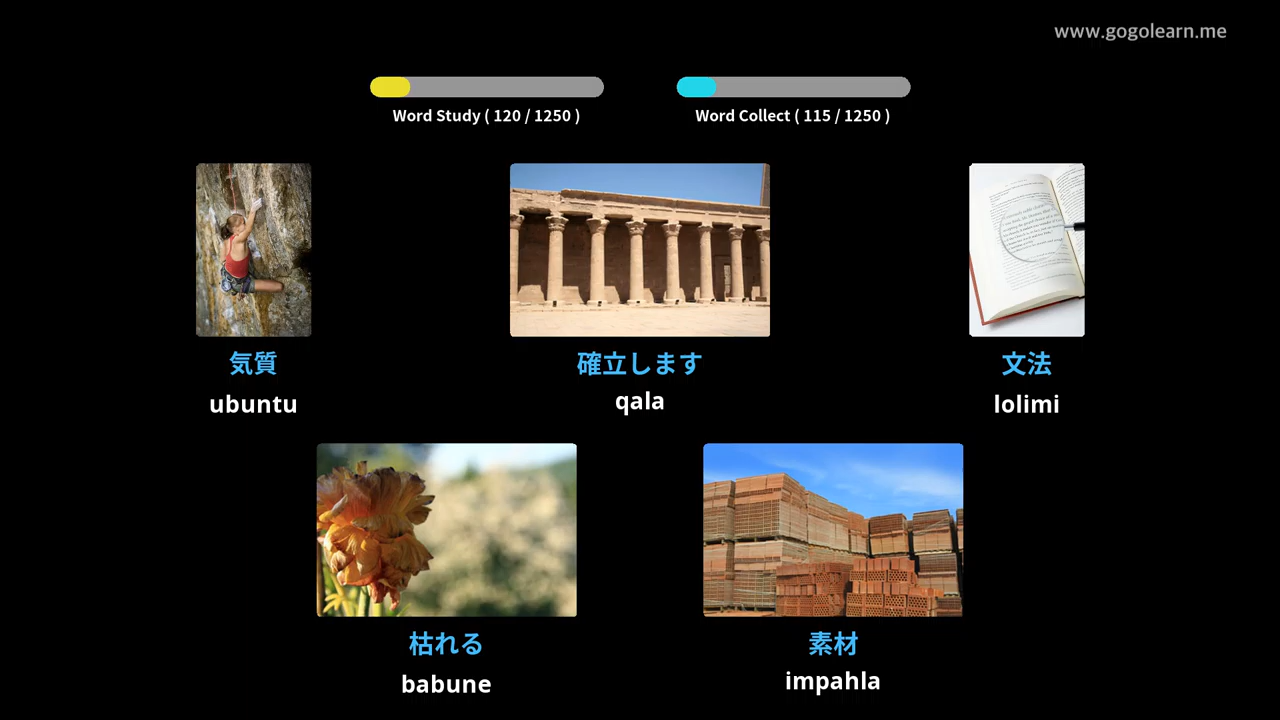 www.gogolearn.me
Word Study ( 120 / 1250 )
Word Collect ( 115 / 1250 )
気質
ubuntu
確立します
qala
文法
lolimi
枯れる
babune
素材
impahla